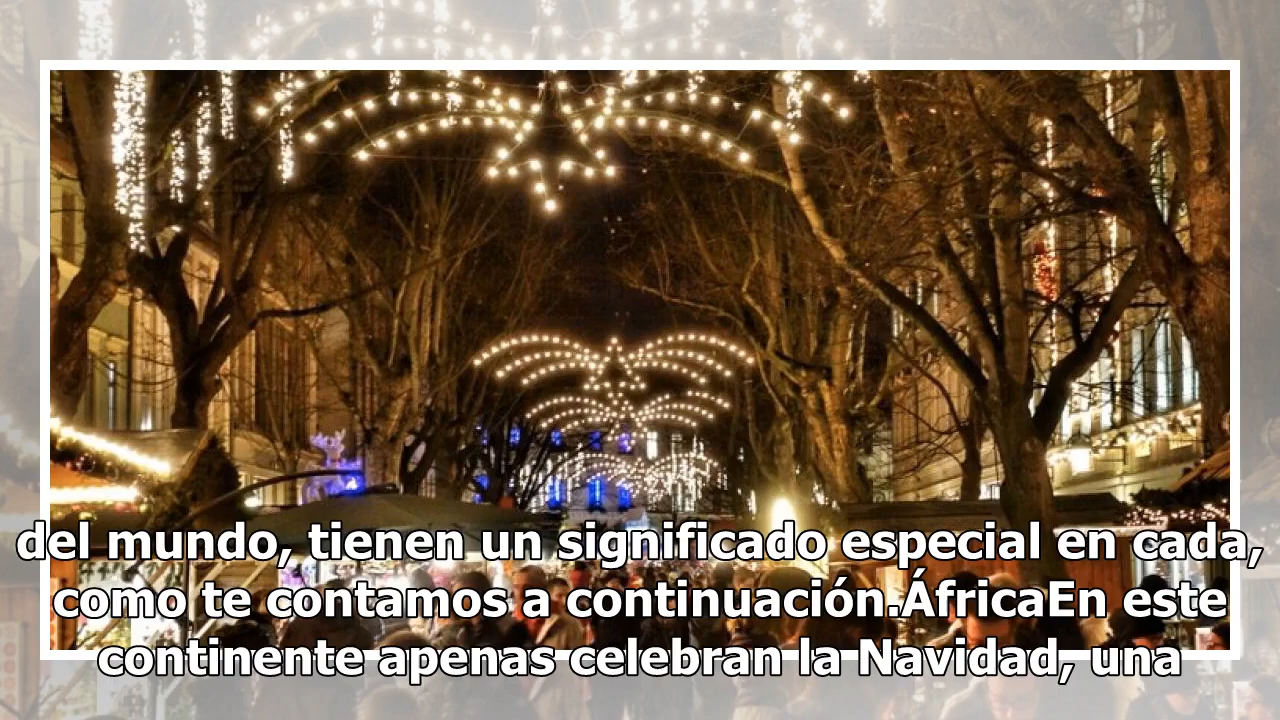 del mundo, tienen un significado especial en cada,
como te contamos a continuación.ÁfricaEn este
continente apenas celebran la Navidad, una